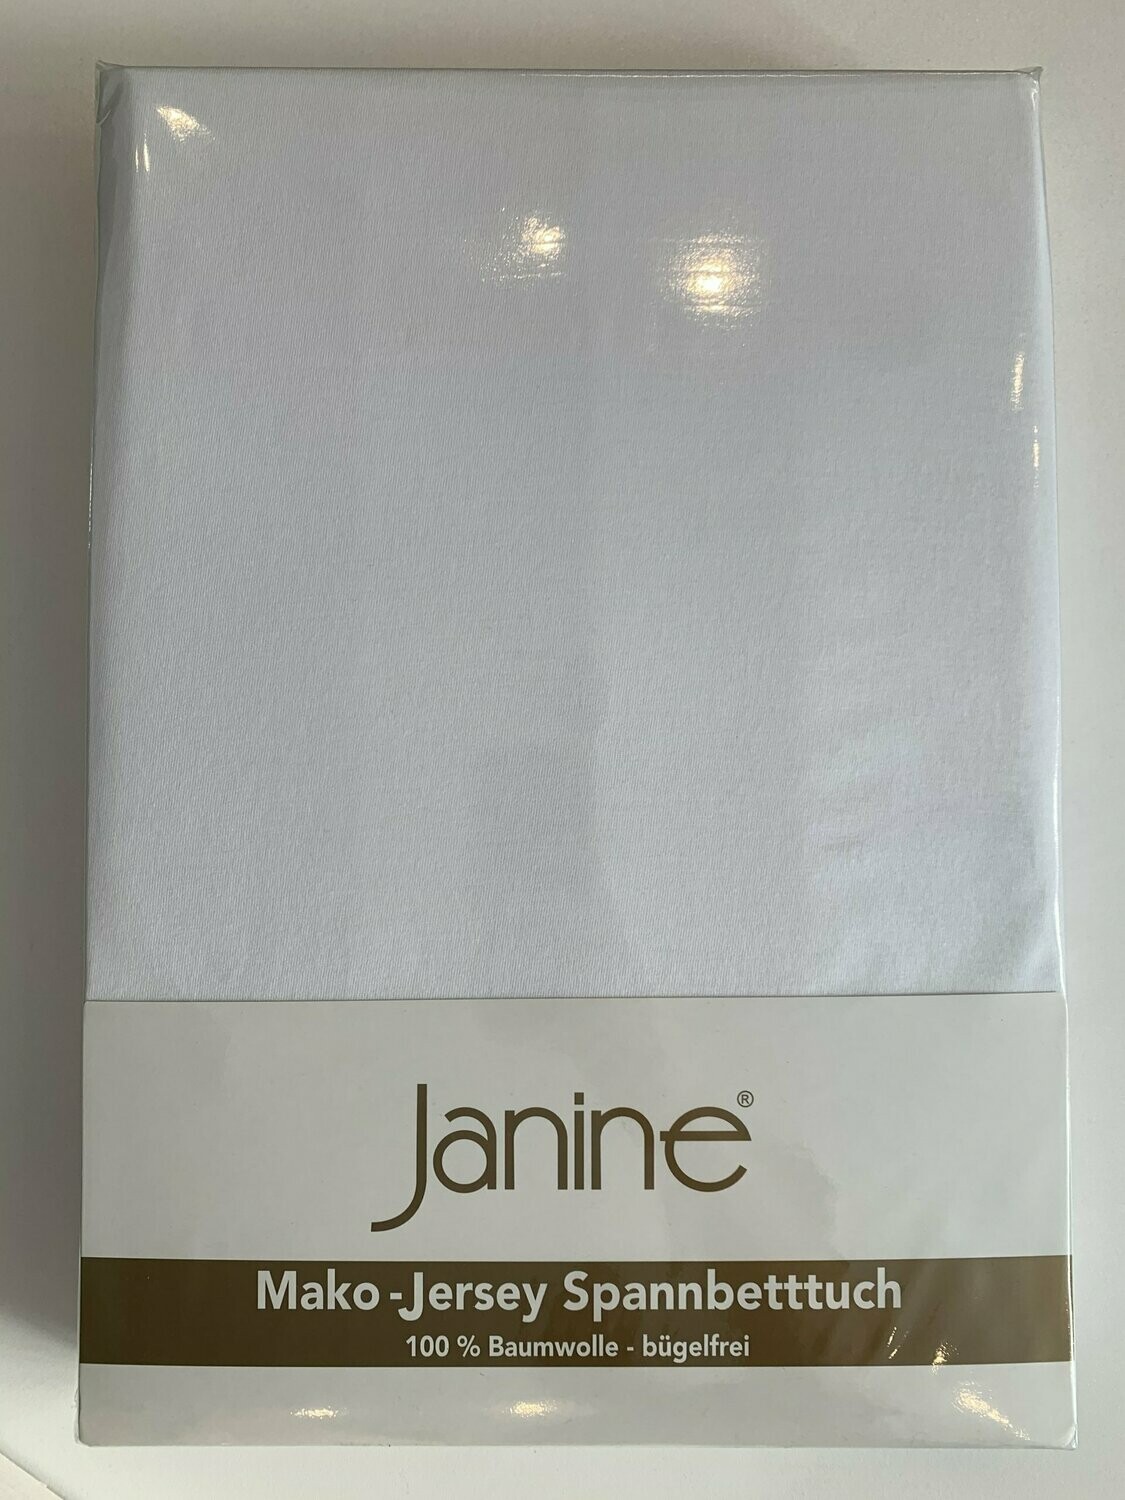 Janine®
Mako-Jersey Spannbetttuch
100 % Baumwolle - bügelfrei